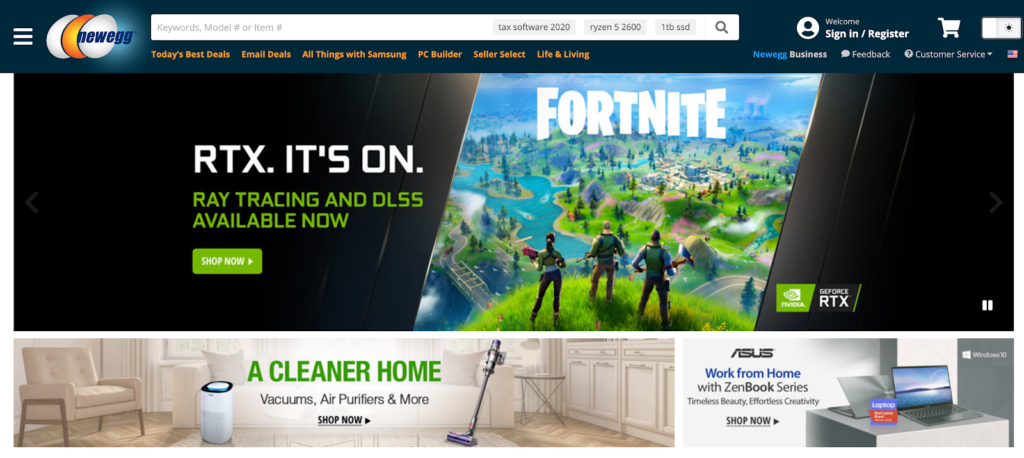 newegg
Keywords, Model # or Item #
tax software 2020
ryzen 5 2600
1tb ssd
Welcome
Sign in / Register
Today's Best Deals
Email Deals
All Things with Samsung
PC Builder
Seller Select
Life & Living
Newegg Business
Feedback
Customer Service
FORTNITE
RTX. IT'S ON.
RAY TRACING AND DLSS
AVAILABLE NOW
SHOP NOW
NVIDIA
GEFORCE
RTX
A CLEANER HOME
Vacuums, Air Purifiers & More
SHOP NOW
ASUS
Windows 10
Work from Home
with ZenBook Series
Timeless Beauty, Effortless Creativity
SHOP NOW
Laptop